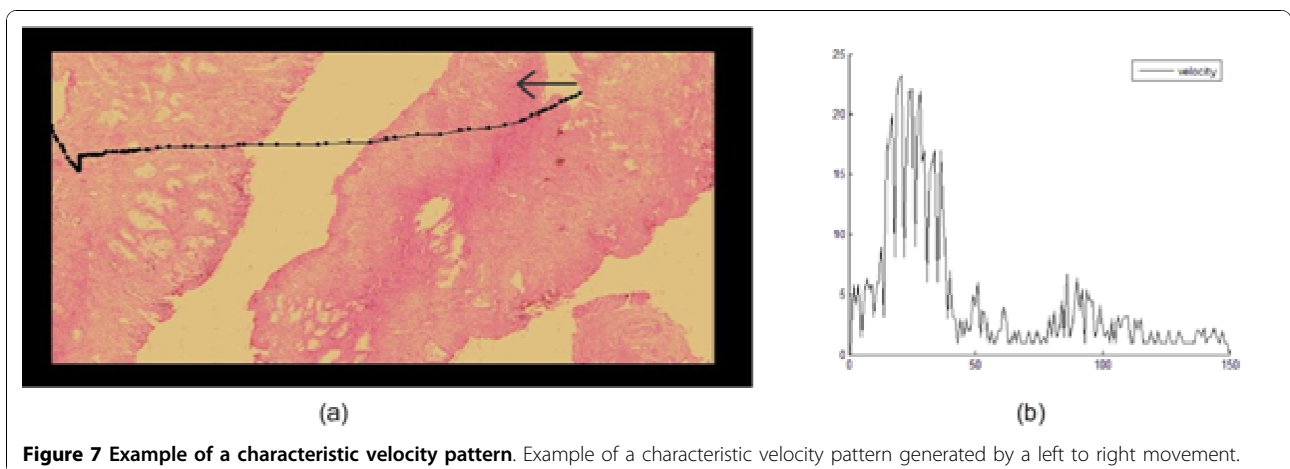 25
velocity
20
15
10
5
0
0 50 100 150
(a) (b)
Figure 7 Example of a characteristic velocity pattern. Example of a characteristic velocity pattern generated by a left to right movement.